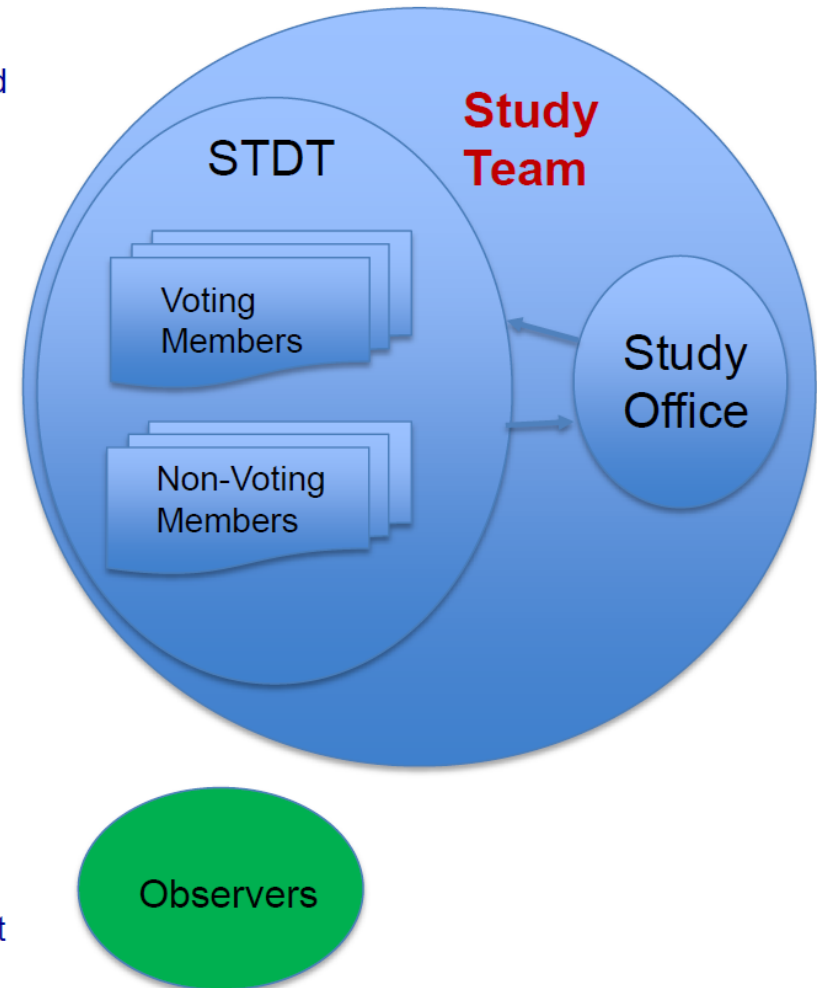 d
Study
Team
STDT
Voting
Members
Study
Office
Non-Voting
Members
Observers
t